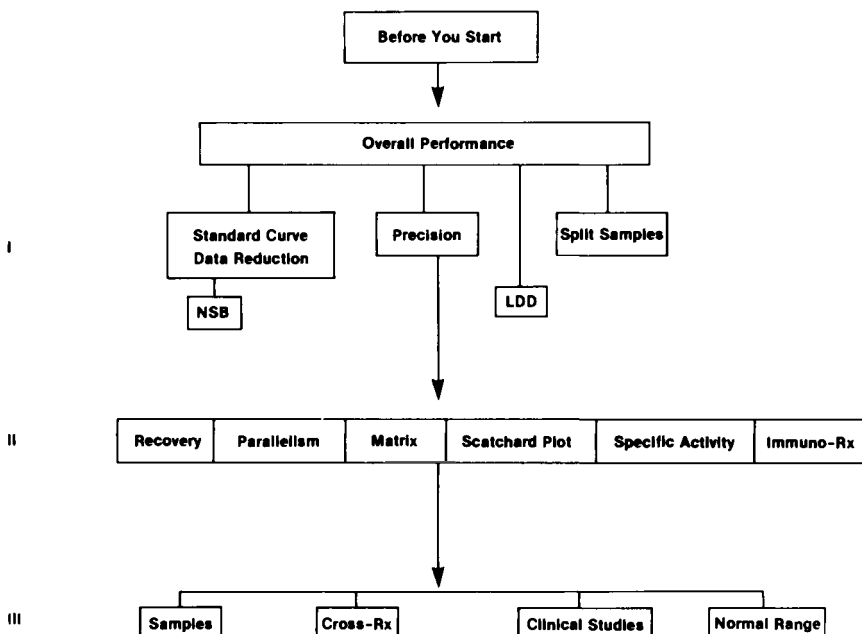 Before You Start
Overall Performance
I
Standard Curve
Data Reduction
Precision
Split Samples
NSB
LDD
II
Recovery
Parallelism
Matrix
Scatchard Plot
Specific Activity
Immuno-Rx
III
Samples
Cross-Rx
Clinical Studies
Normal Range